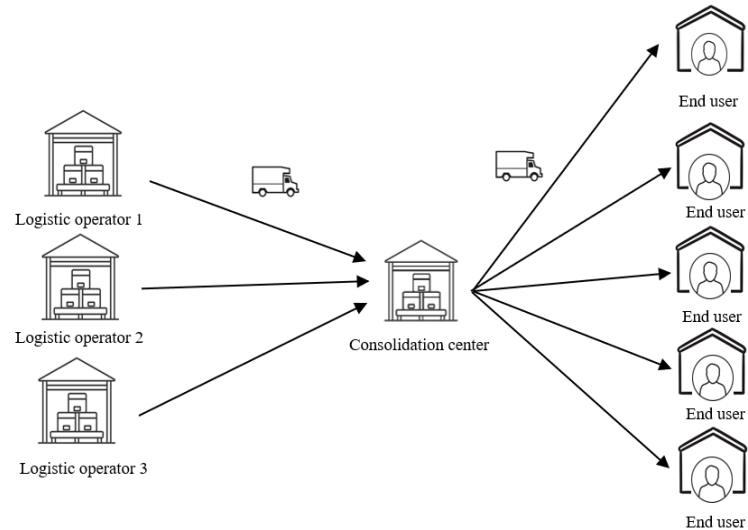 End user
End user
Logistic operator 1
End user
Logistic operator 2
Consolidation center
End user
Logistic operator 3
End user